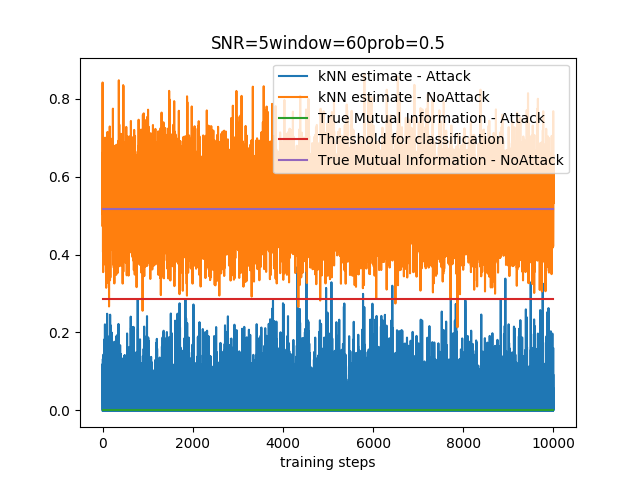 SNR=5window=60prob=0.5
kNN estimate - Attack
kNN estimate - NoAttack
True Mutual Information - Attack
Threshold for classification
True Mutual Information - NoAttack
0.8
0.6
0.4
0.2
0.0
0 2000 4000 6000 8000 10000
training steps